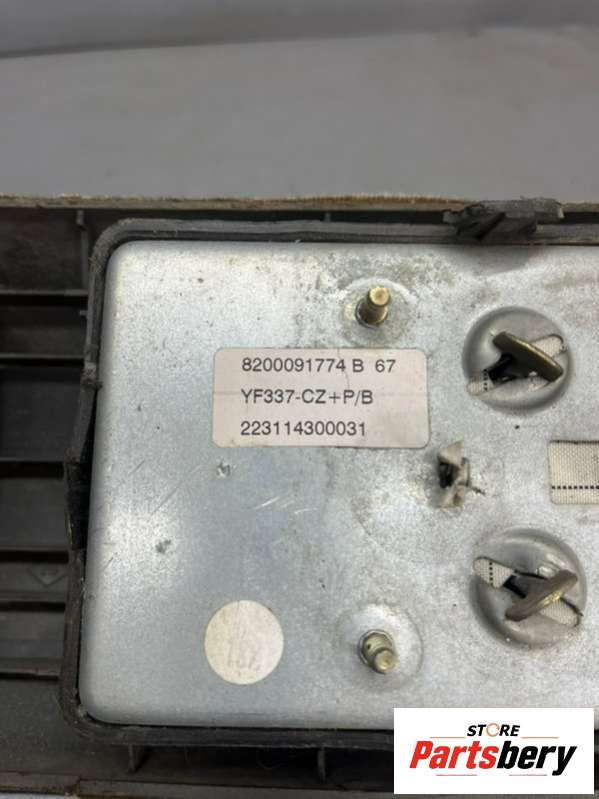 8200091774 B 67
YF337-CZ+P/B
223114300031
STORE
Partsbery